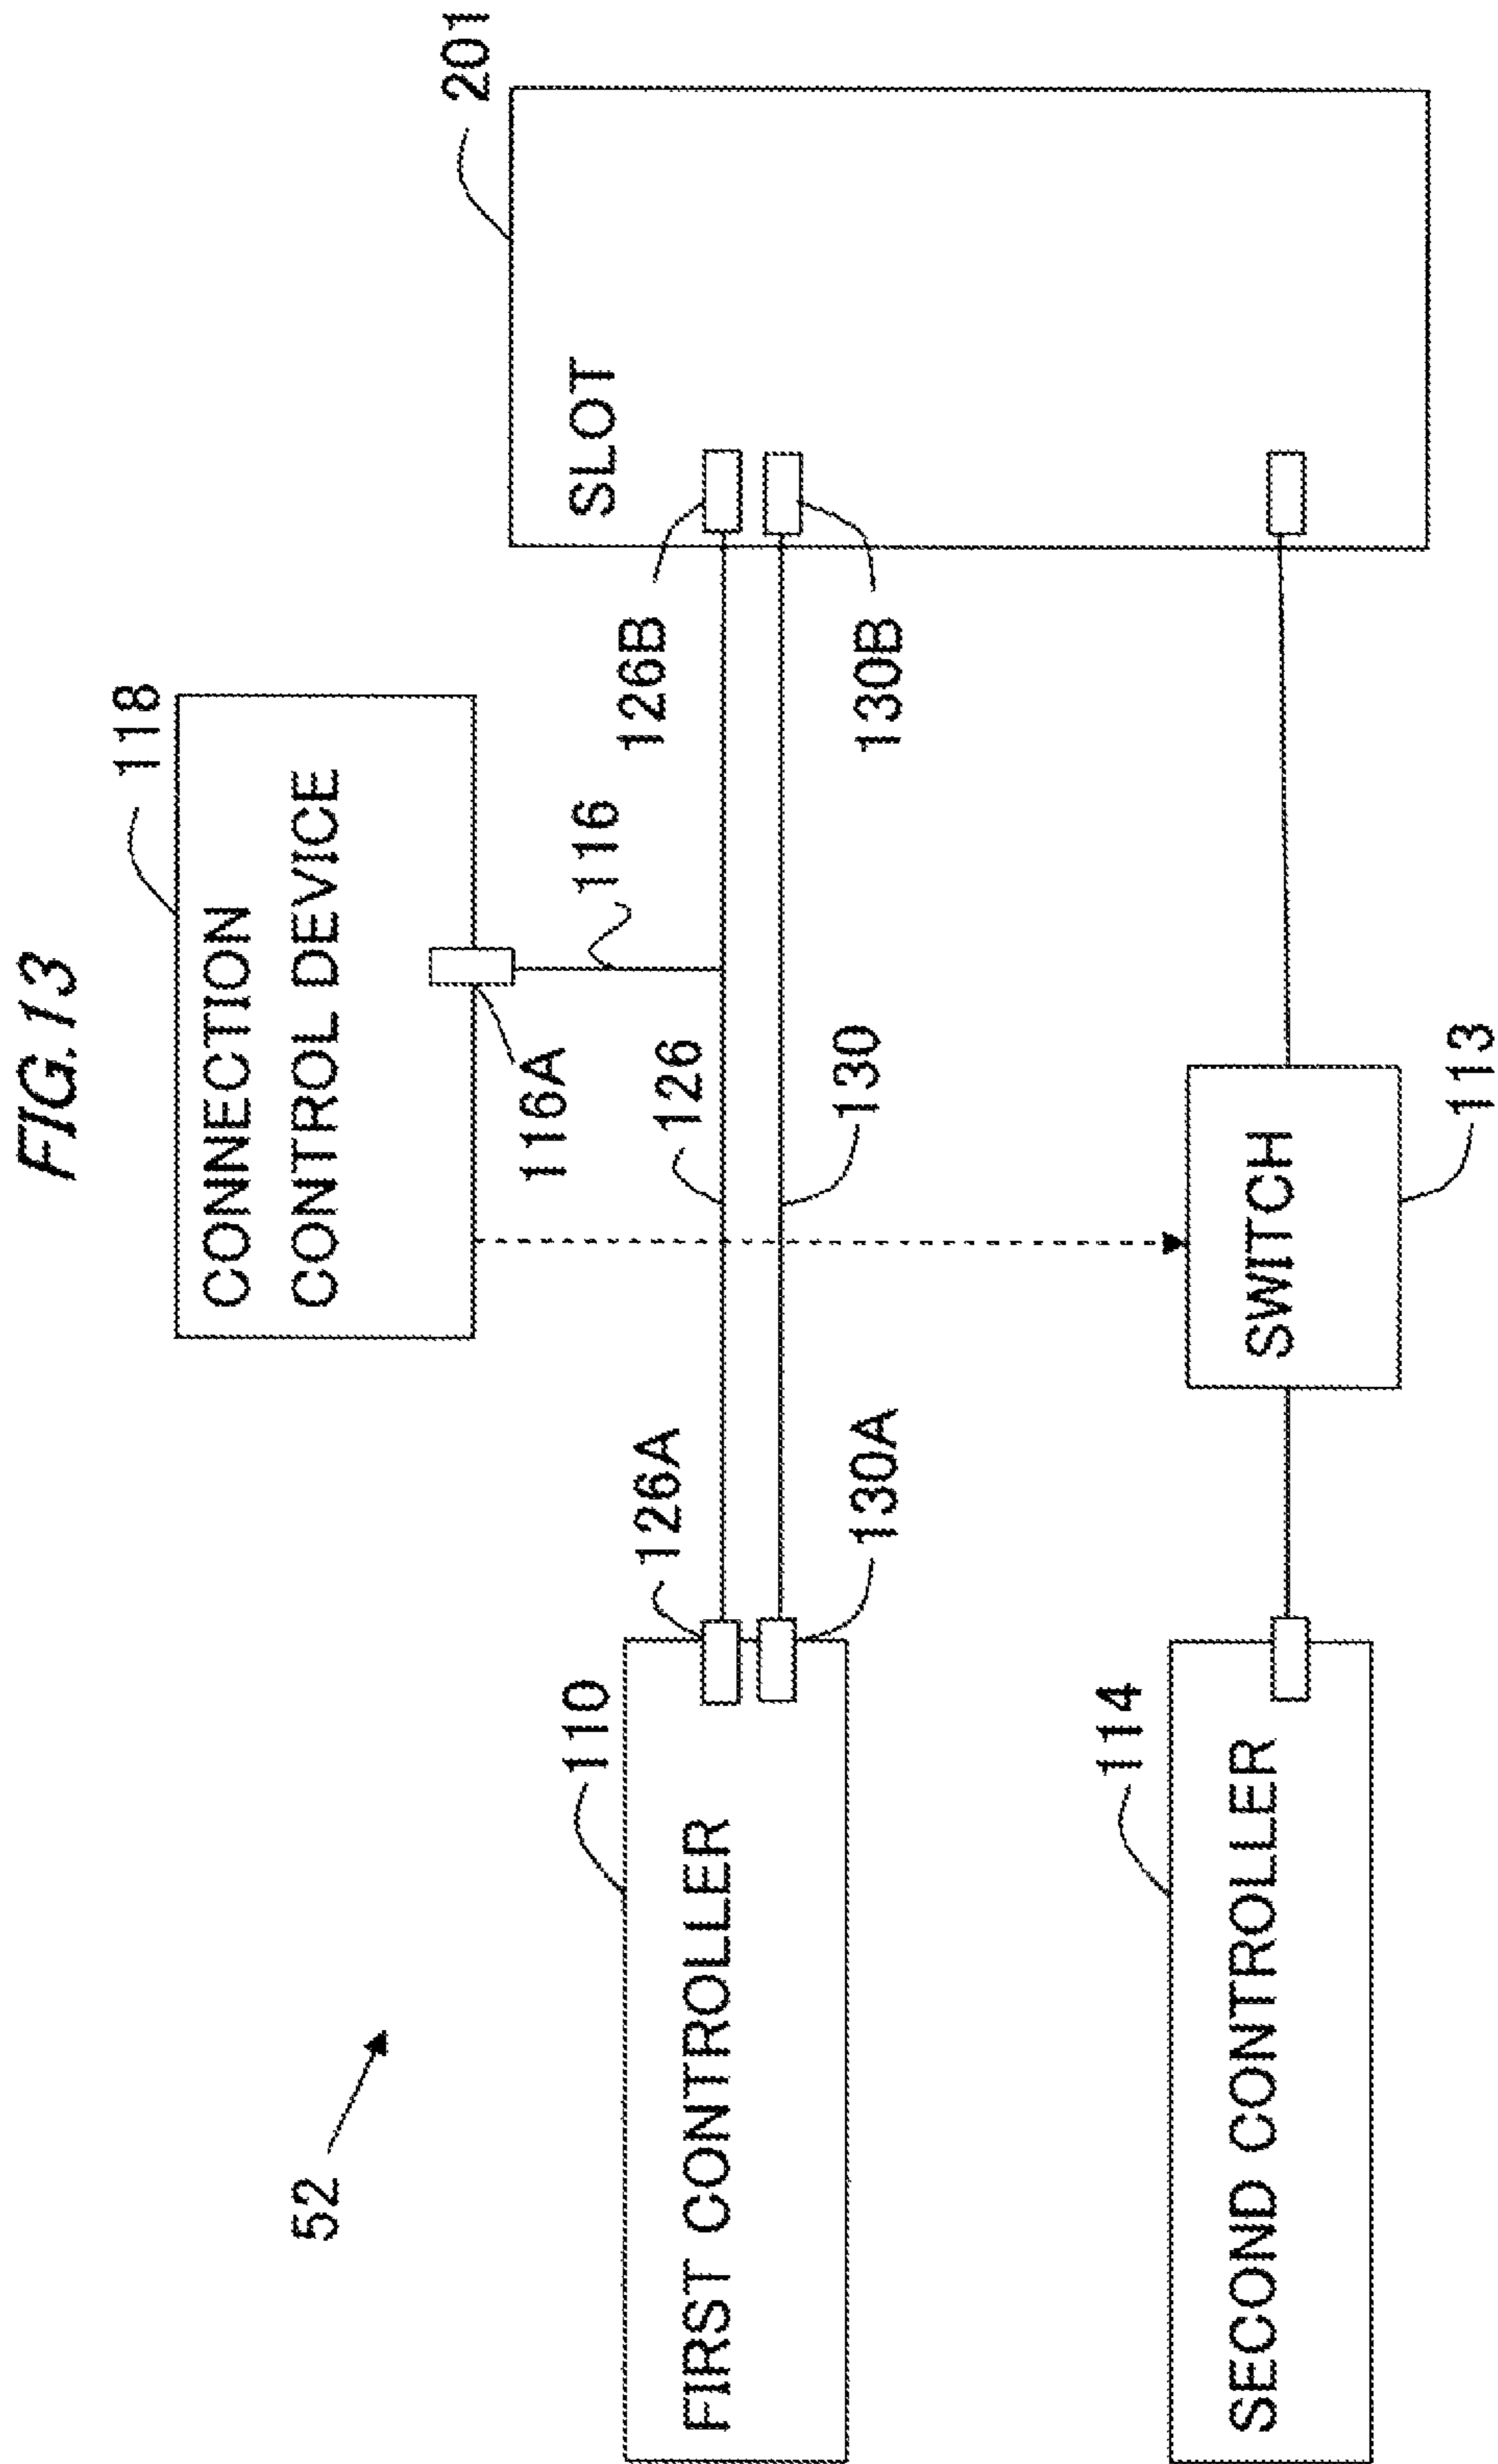 FIG.13
118
CONNECTION
CONTROL DEVICE
116A
116
201
SLOT
52
110
FIRST CONTROLLER
126A
126
126B
130A
130
130B
114
SECOND CONTROLLER
SWITCH
113